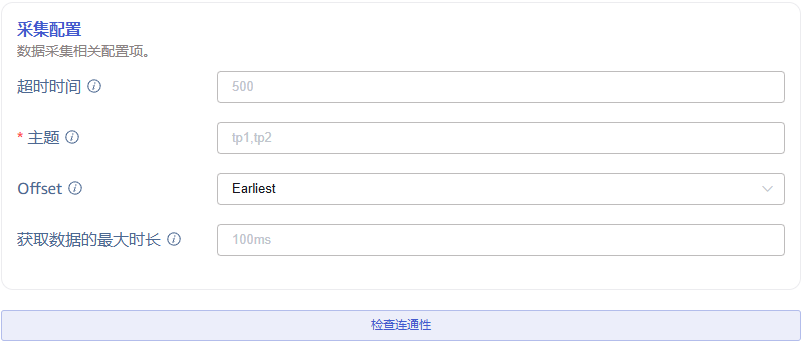 采集配置
数据采集相关配置项。
超时时间 500
* 主题 tp1,tp2
Offset Earliest
获取数据的最大时长 100ms
检查连通性